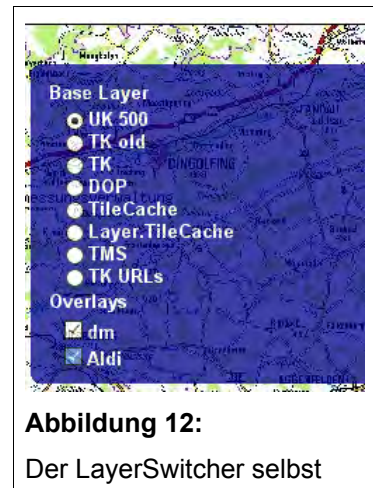 Base Layer
UK 500
TK old
TK
DOP
TileCache
Layer.TileCache
TMS
TK URLs
Overlays
dm
Aldi
DINGOLFING
Abbildung 12:
Der LayerSwitcher selbst